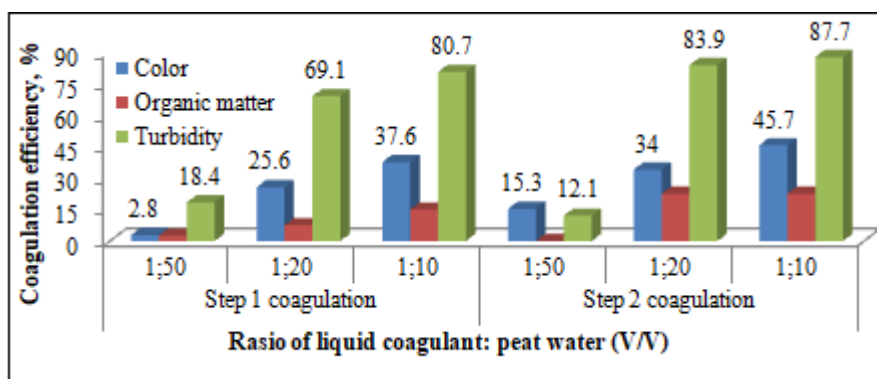 Coagulation efficiency, %
90
75
60
45
30
15
0
Color
Organic matter
Turbidity
2.8
18.4
25.6
69.1
37.6
80.7
15.3
12.1
34
83.9
45.7
87.7
1;50 1;20 1;10 1;50 1;20 1;10
Step 1 coagulation Step 2 coagulation
Rasio of liquid coagulant: peat water (V/V)